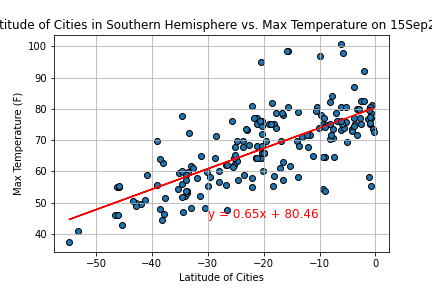 titude of Cities in Southern Hemisphere vs. Max Temperature on 15Sep2
100
90
80
70
60
50
40
Max Temperature (F)
y = 0.65x + 80.46
−50 −40 −30 −20 −10 0
Latitude of Cities